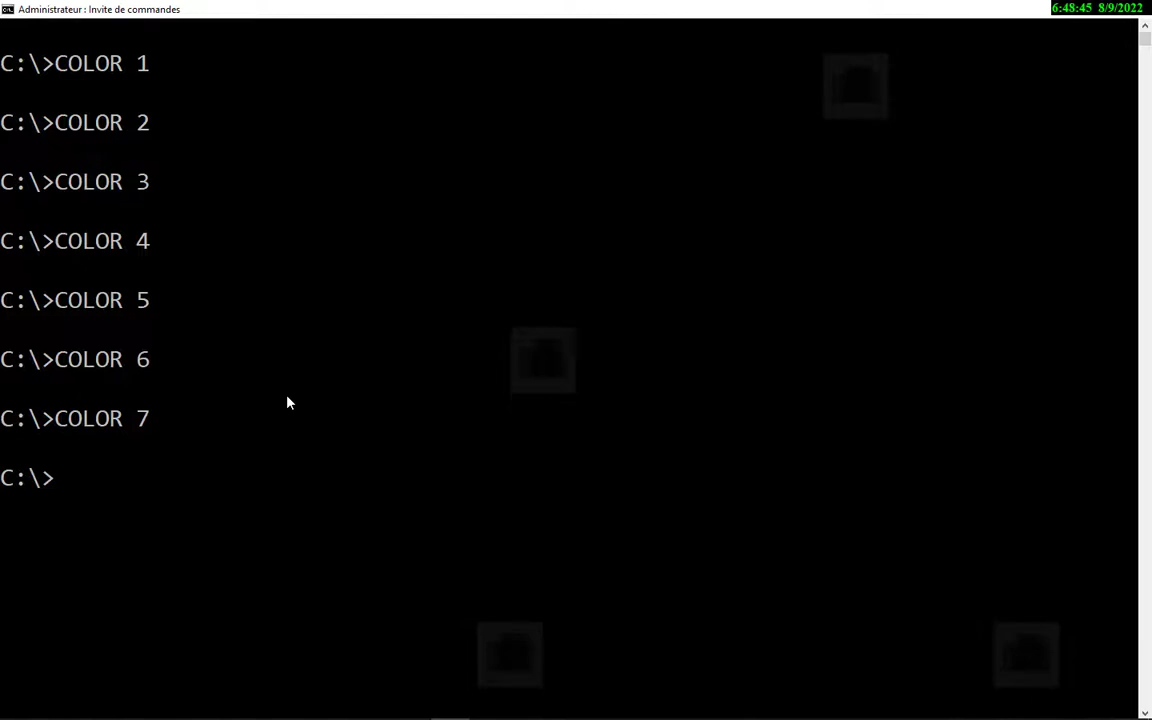 Administrateur : Invite de commandes
6:48:45 8/9/2022
C:\>COLOR 1
C:\>COLOR 2
C:\>COLOR 3
C:\>COLOR 4
C:\>COLOR 5
C:\>COLOR 6
C:\>COLOR 7
C:\>